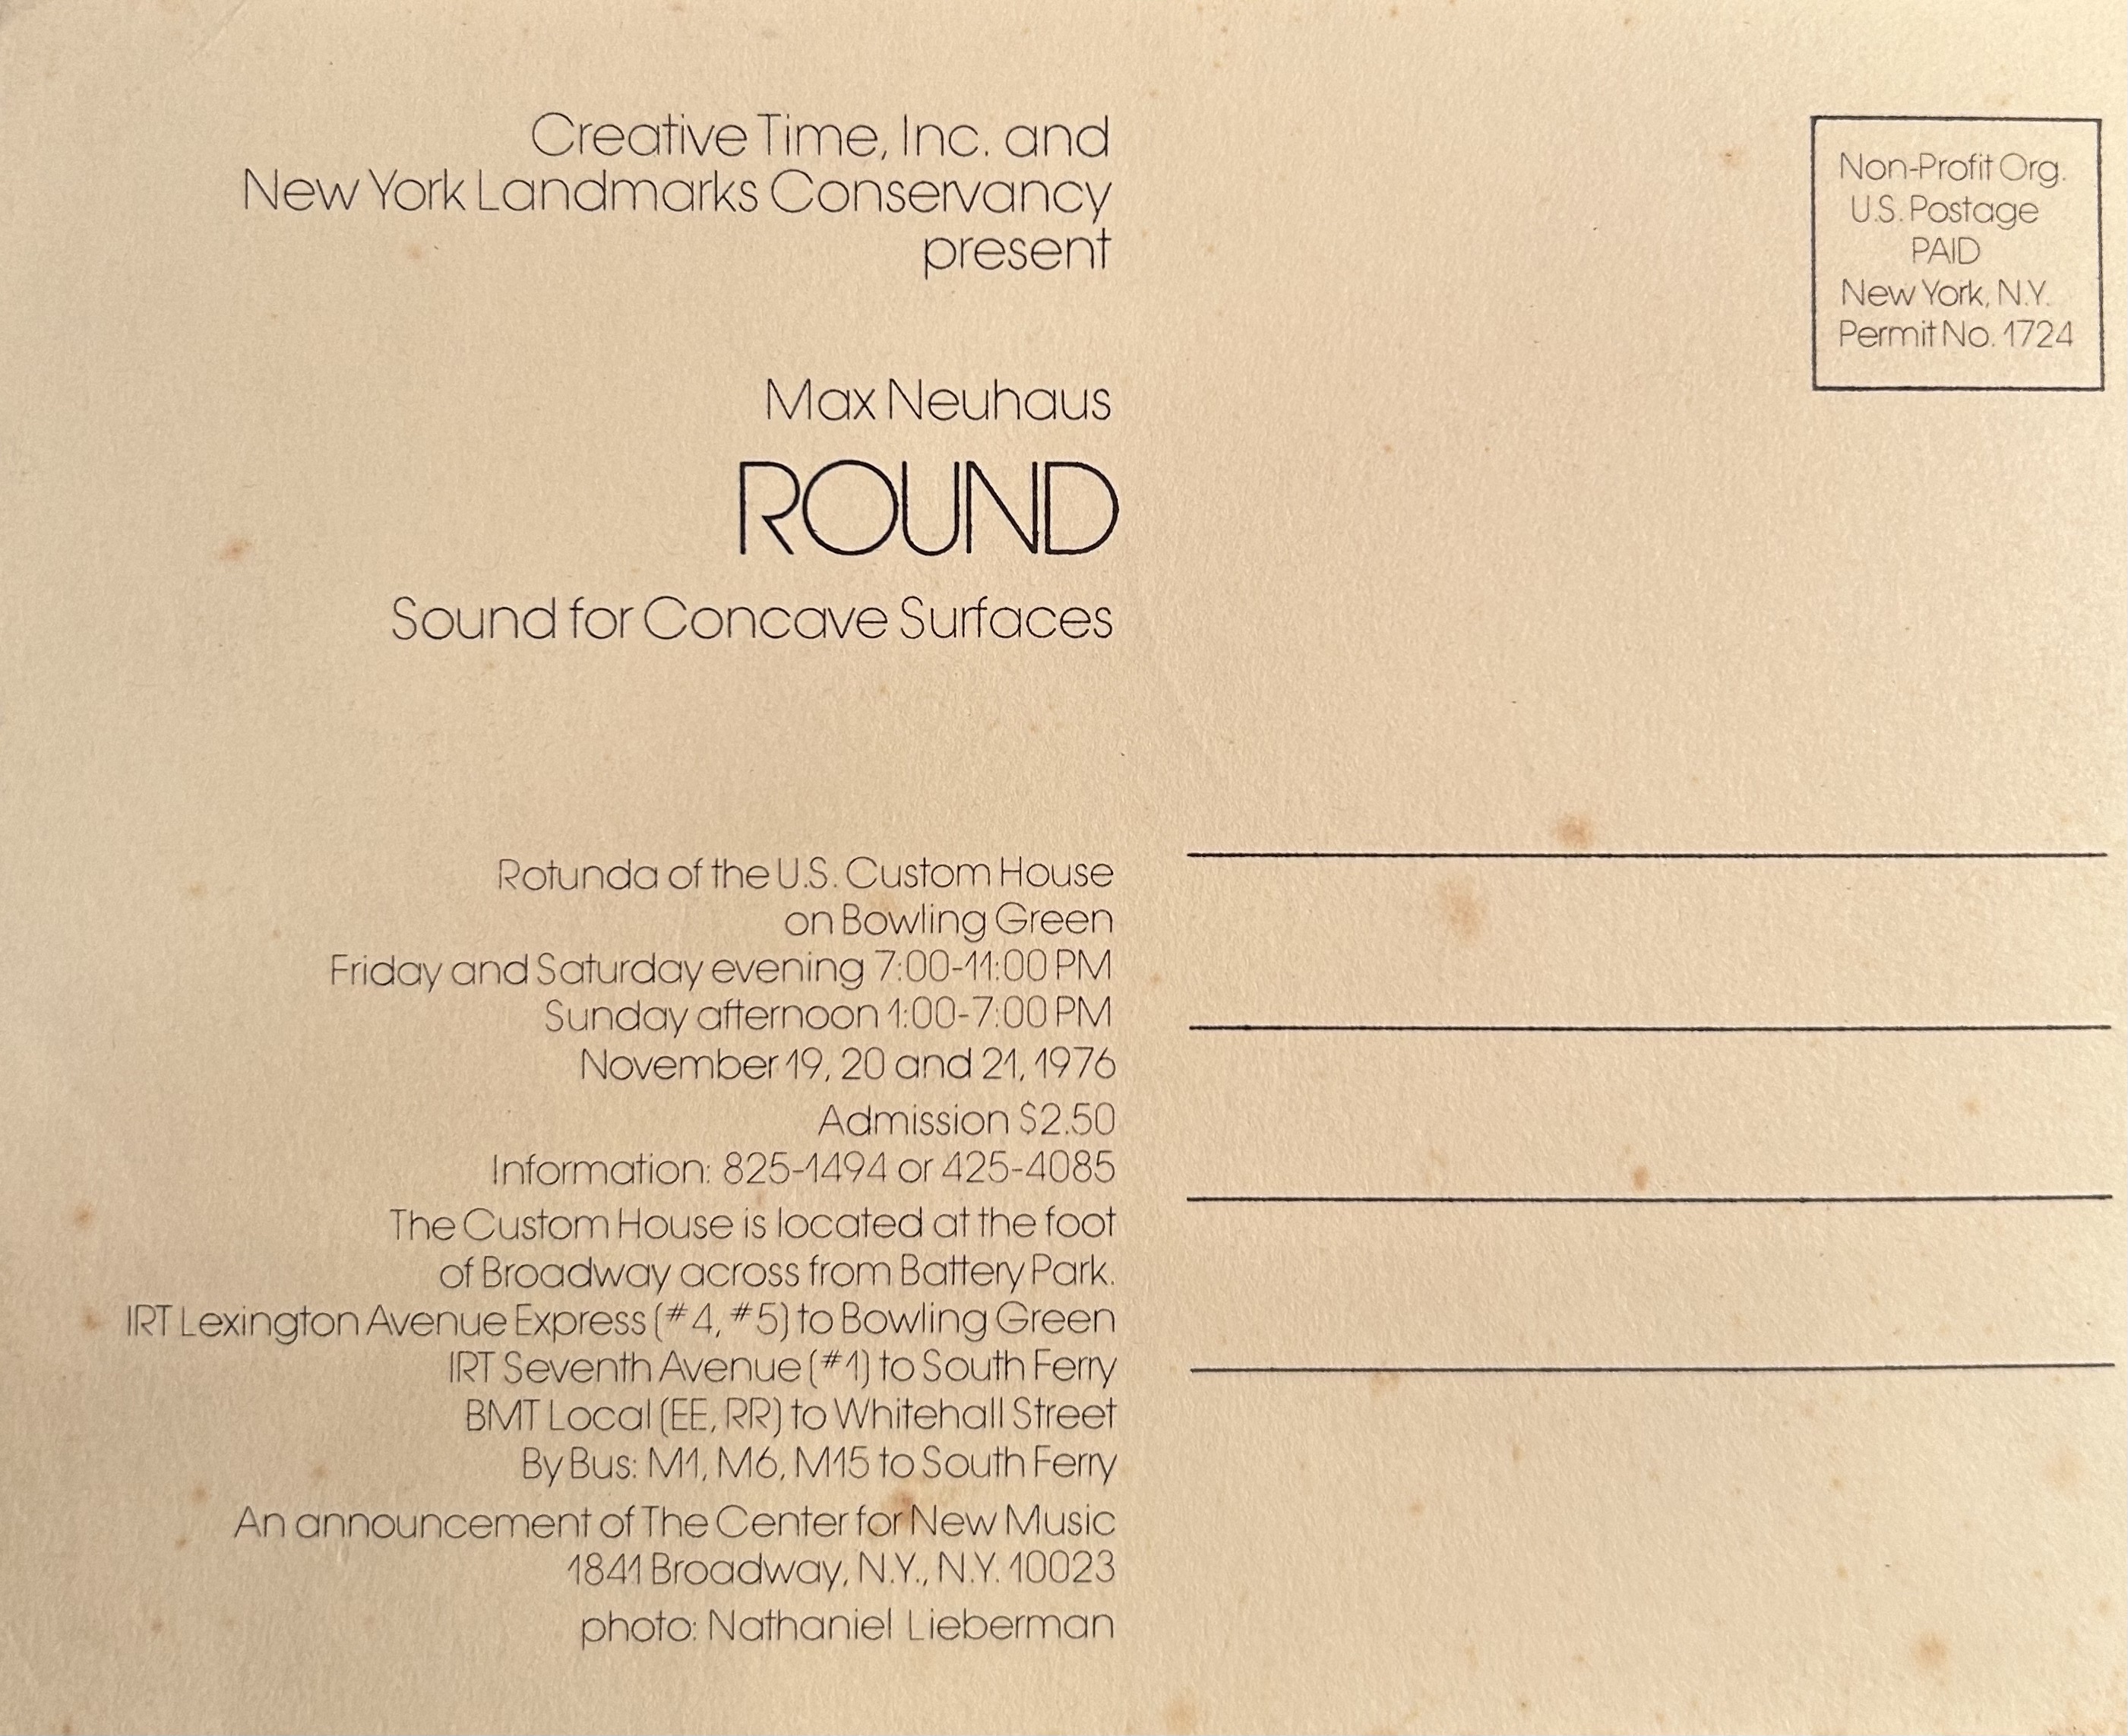 Creative Time, Inc. and
New York Landmarks Conservancy
present
Max Neuhaus
ROUND
Sound for Concave Surfaces
Rotunda of the U.S. Custom House
on Bowling Green
Friday and Saturday evening 7:00-11:00 PM
Sunday afternoon 1:00-7:00 PM
November 19, 20 and 21, 1976
Admission $2.50
Information: 825-1494 or 425-4085
The Custom House is located at the foot
of Broadway across from Battery Park.
IRT Lexington Avenue Express (#4, #5) to Bowling Green
IRT Seventh Avenue (#1) to South Ferry
BMT Local (EE, RR) to Whitehall Street
By Bus: M1, M6, M15 to South Ferry
An announcement of The Center for New Music
1841 Broadway, N.Y., N.Y. 10023
photo: Nathaniel Lieberman
Non-Profit Org.
U.S. Postage
PAID
New York, N.Y.
Permit No. 1724